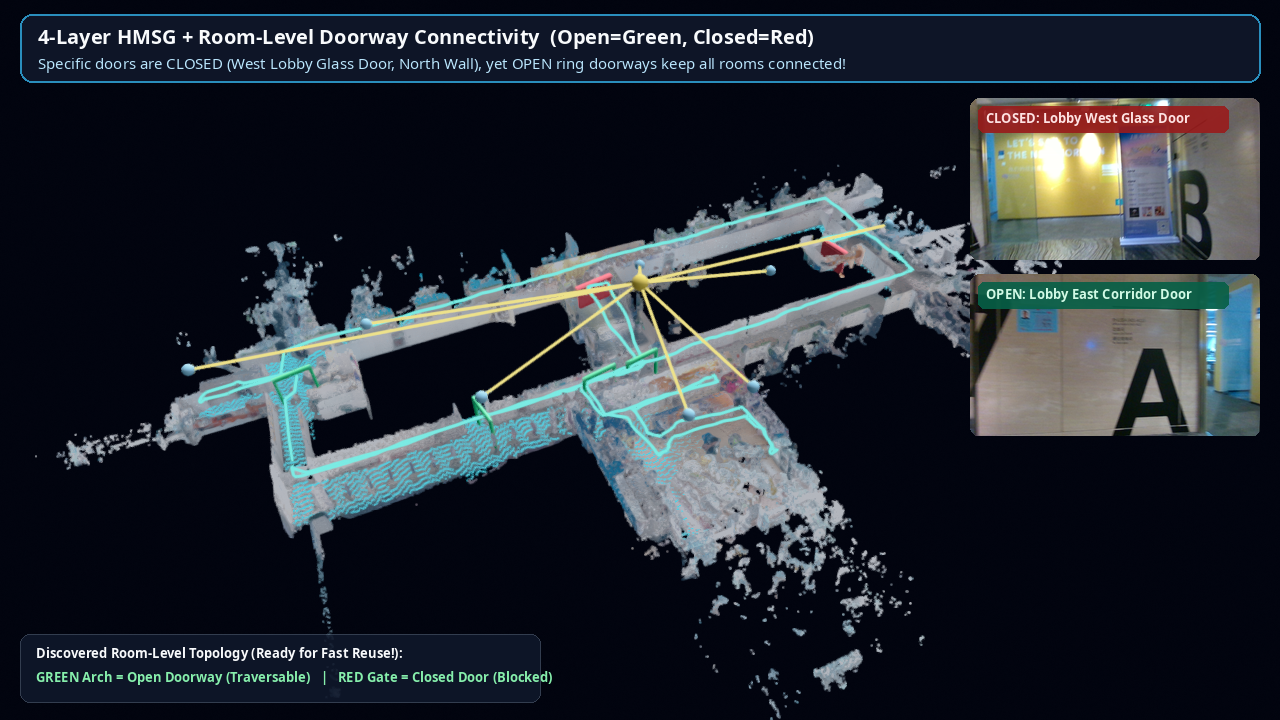 4-Layer HMSG + Room-Level Doorway Connectivity (Open=Green, Closed=Red)
Specific doors are CLOSED (West Lobby Glass Door, North Wall), yet OPEN ring doorways keep all rooms connected!
CLOSED: Lobby West Glass Door
B
OPEN: Lobby East Corridor Door
A
Discovered Room-Level Topology (Ready for Fast Reuse!):
GREEN Arch = Open Doorway (Traversable) | RED Gate = Closed Door (Blocked)